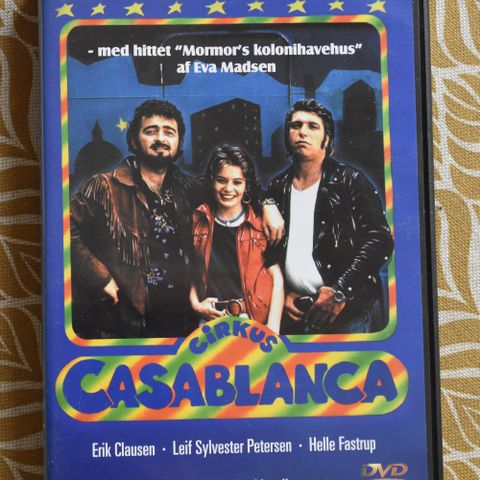 - med hittet "Mormor's kolonihavehus"
af Eva Madsen
CIRKUS
CASABLANCA
Erik Clausen · Leif Sylvester Petersen · Helle Fastrup
DVD